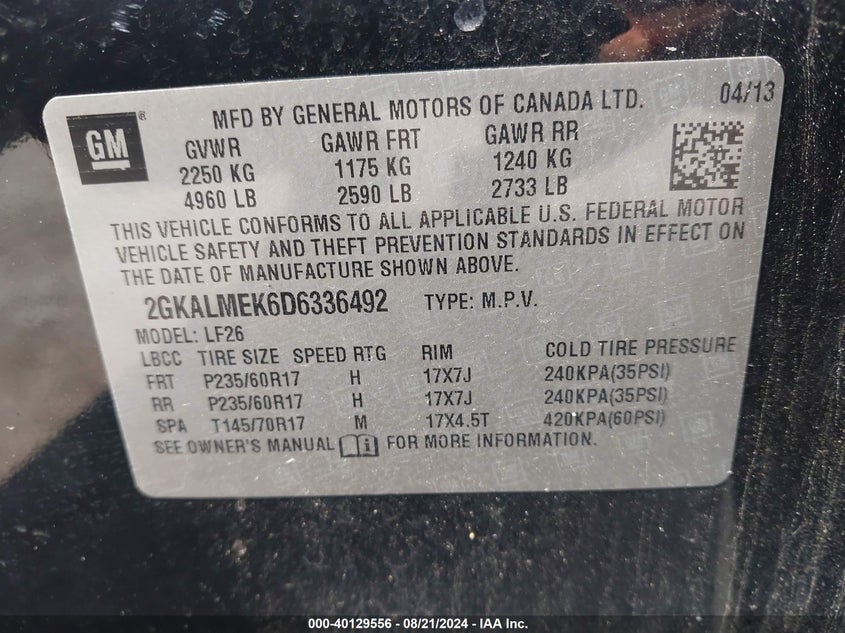 MFD BY GENERAL MOTORS OF CANADA LTD. 04/13
GM®
GVWR GAWR FRT GAWR RR
2250 KG 1175 KG 1240 KG
4960 LB 2590 LB 2733 LB
THIS VEHICLE CONFORMS TO ALL APPLICABLE U.S. FEDERAL MOTOR
VEHICLE SAFETY AND THEFT PREVENTION STANDARDS IN EFFECT ON
THE DATE OF MANUFACTURE SHOWN ABOVE.
2GKALMEK6D6336492 TYPE: M.P.V.
MODEL: LF26
LBCC TIRE SIZE SPEED RTG RIM COLD TIRE PRESSURE
FRT P235/60R17 H 17X7J 240KPA(35PSI)
RR P235/60R17 H 17X7J 240KPA(35PSI)
SPA T145/70R17 M 17X4.5T 420KPA(60PSI)
SEE OWNER'S MANUAL FOR MORE INFORMATION.
000-40129556 - 08/21/2024 - IAA Inc.